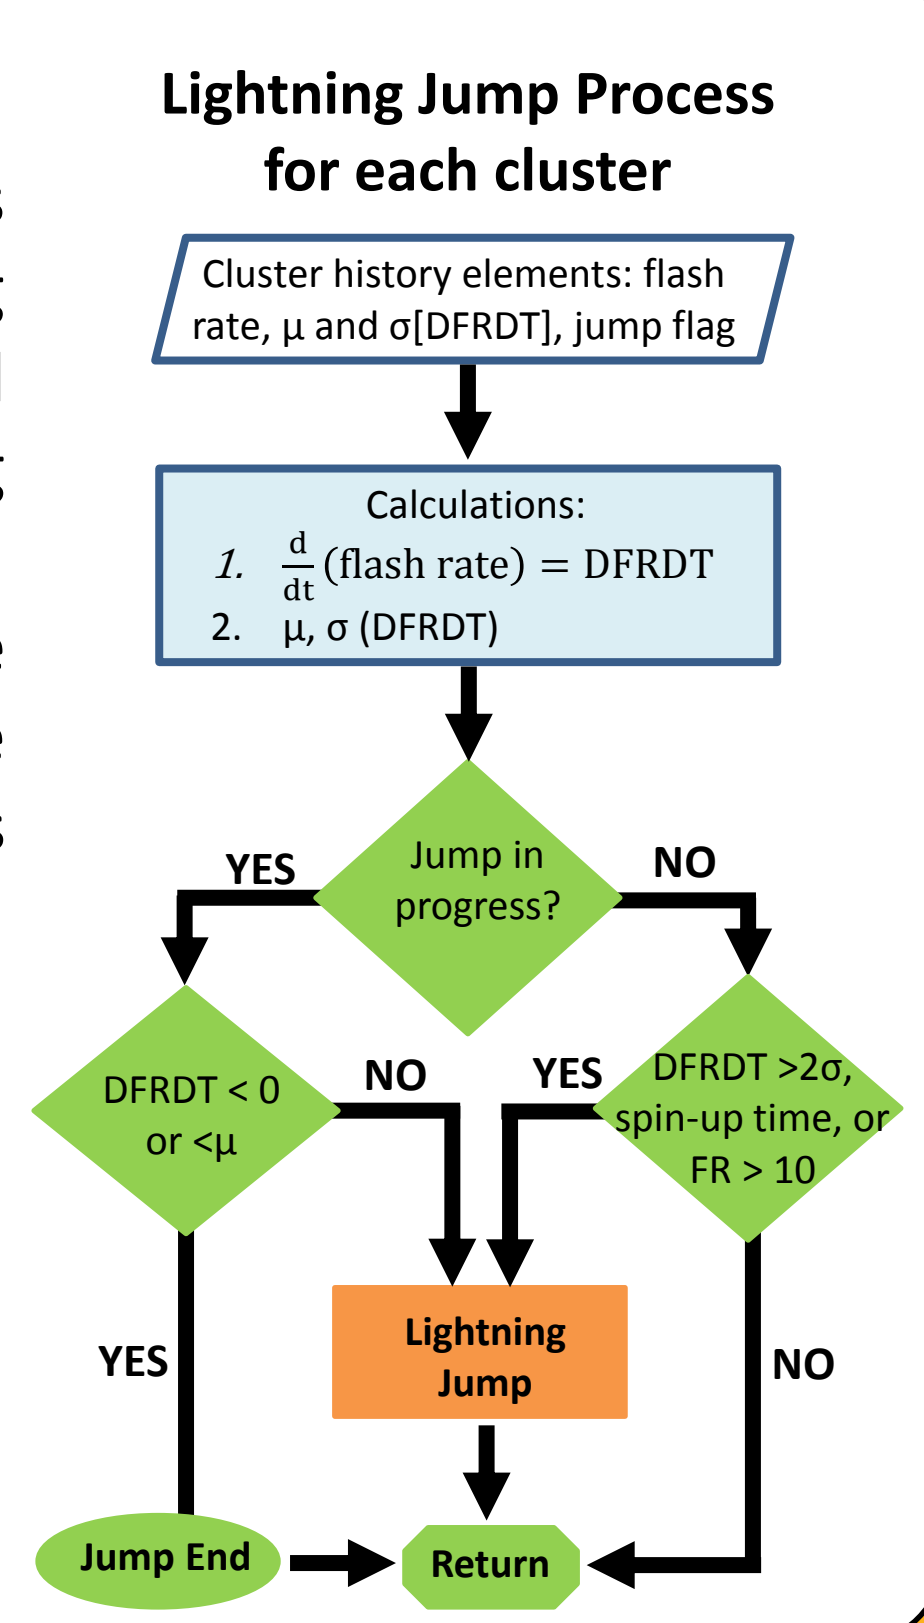 Lightning Jump Process
for each cluster
Cluster history elements: flash
rate, μ and σ[DFRDT], jump flag
Calculations:
1. d/dt (flash rate) = DFRDT
2. μ, σ (DFRDT)
Jump in
progress?
YES
NO
DFRDT < 0
or <μ
NO
YES
DFRDT >2σ,
spin-up time, or
FR > 10
Lightning
Jump
YES
NO
Jump End
Return